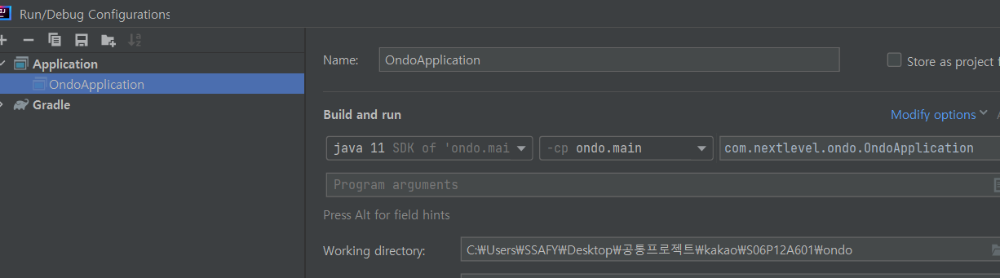 Run/Debug Configurations
Application
OndoApplication
Gradle
Name: OndoApplication
Store as project f
Build and run
Modify options
java 11 SDK of 'ondo.mai
-cp ondo.main
com.nextlevel.ondo.OndoApplication
Program arguments
Press Alt for field hints
Working directory: C:₩Users₩SSAFY₩Desktop₩공통프로젝트₩kakao₩S06P12A601₩ondo